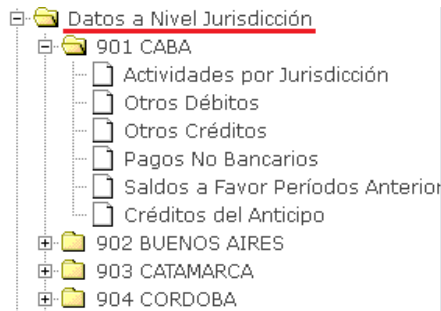 Datos a Nivel Jurisdicción
901 CABA
Actividades por Jurisdicción
Otros Débitos
Otros Créditos
Pagos No Bancarios
Saldos a Favor Períodos Anterior
Créditos del Anticipo
902 BUENOS AIRES
903 CATAMARCA
904 CORDOBA